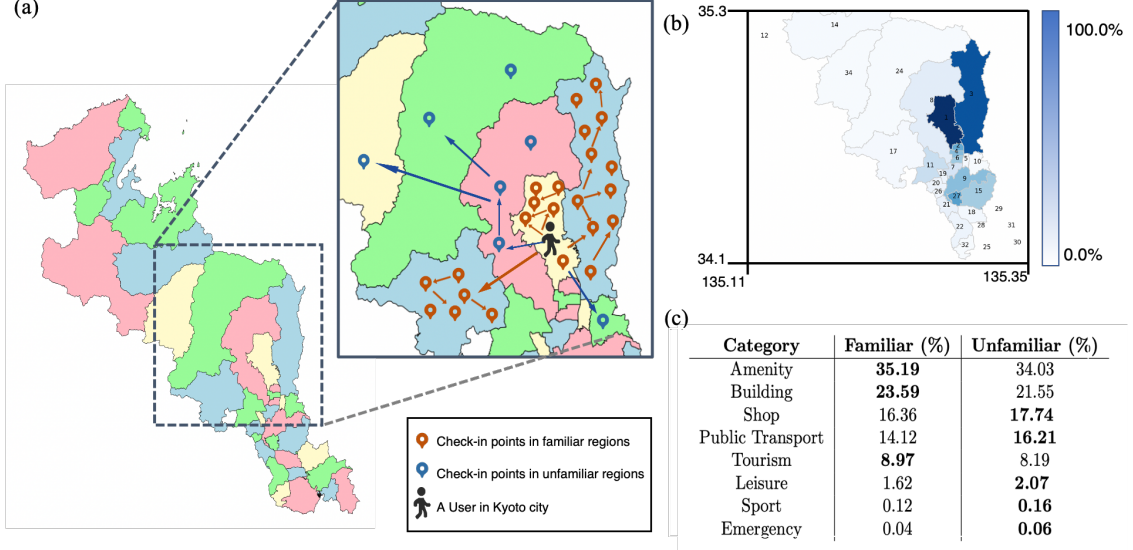 (a)
Check-in points in familiar regions
Check-in points in unfamiliar regions
A User in Kyoto city
(b)
35.3
34.1
135.11
135.35
100.0%
0.0%
12
14
34
24
8
3
1
17
11
6
5
10
7
19
20
9
26
27
15
21
18
29
22
28
31
32
25
30
(c)
Category Familiar (%) Unfamiliar (%)
Amenity 35.19 34.03
Building 23.59 21.55
Shop 16.36 17.74
Public Transport 14.12 16.21
Tourism 8.97 8.19
Leisure 1.62 2.07
Sport 0.12 0.16
Emergency 0.04 0.06